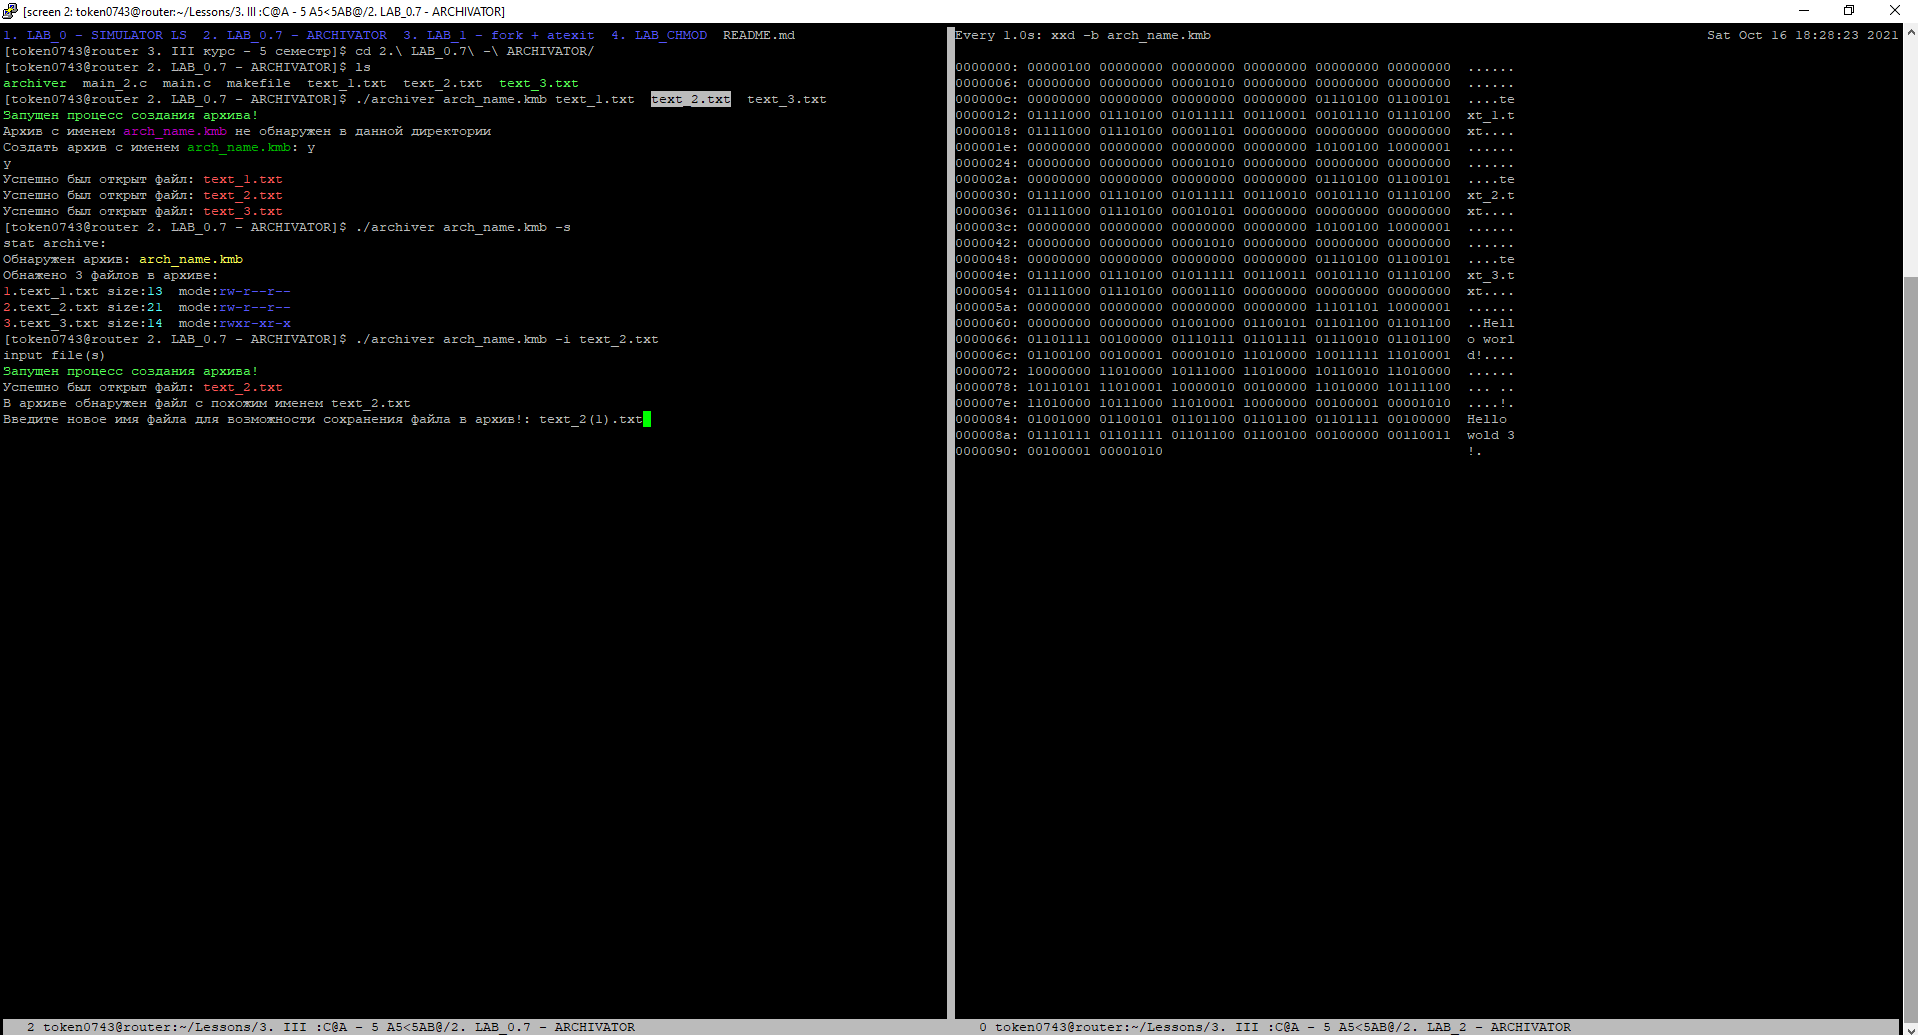 [screen 2: token0743@router:~/Lessons/3. III :C@A - 5 A5<5AB@/2. LAB_0.7 - ARCHIVATOR]
1. LAB_0 - SIMULATOR LS  2. LAB_0.7 - ARCHIVATOR  3. LAB_1 - fork + atexit  4. LAB_CHMOD  README.md
[token0743@router 3. III курс - 5 семестр]$ cd 2.\ LAB_0.7\ -\ ARCHIVATOR/
[token0743@router 2. LAB_0.7 - ARCHIVATOR]$ ls
archiver  main_2.c  main.c  makefile  text_1.txt  text_2.txt  text_3.txt
[token0743@router 2. LAB_0.7 - ARCHIVATOR]$ ./archiver arch_name.kmb text_1.txt  text_2.txt  text_3.txt
Запущен процесс создания архива!
Архив с именем arch_name.kmb не обнаружен в данной директории
Создать архив с именем arch_name.kmb: y
y
Успешно был открыт файл: text_1.txt
Успешно был открыт файл: text_2.txt
Успешно был открыт файл: text_3.txt
[token0743@router 2. LAB_0.7 - ARCHIVATOR]$ ./archiver arch_name.kmb -s
stat archive:
Обнаружен архив: arch_name.kmb
Обнажено 3 файлов в архиве:
1.text_1.txt size:13  mode:rw-r--r--
2.text_2.txt size:21  mode:rw-r--r--
3.text_3.txt size:14  mode:rwxr-xr-x
[token0743@router 2. LAB_0.7 - ARCHIVATOR]$ ./archiver arch_name.kmb -i text_2.txt
input file(s)
Запущен процесс создания архива!
Успешно был открыт файл: text_2.txt
В архиве обнаружен файл с похожим именем text_2.txt
Введите новое имя файла для возможности сохранения файла в архив!: text_2(1).txt
Every 1.0s: xxd -b arch_name.kmb    Sat Oct 16 18:28:23 2021
0000000: 00000100 00000000 00000000 00000000 00000000 00000000  ......
0000006: 00000000 00000000 00001010 00000000 00000000 00000000  ......
000000c: 00000000 00000000 00000000 00000000 01110100 01100101  ....te
0000012: 01111000 01110100 01011111 00110001 00101110 01110100  xt_1.t
0000018: 01111000 01110100 00001101 00000000 00000000 00000000  xt....
000001e: 00000000 00000000 00000000 00000000 10100100 10000001  ......
0000024: 00000000 00000000 00001010 00000000 00000000 00000000  ......
000002a: 00000000 00000000 00000000 00000000 01110100 01100101  ....te
0000030: 01111000 01110100 01011111 00110010 00101110 01110100  xt_2.t
0000036: 01111000 01110100 00010101 00000000 00000000 00000000  xt....
000003c: 00000000 00000000 00000000 00000000 10100100 10000001  ......
0000042: 00000000 00000000 00001010 00000000 00000000 00000000  ......
0000048: 00000000 00000000 00000000 00000000 01110100 01100101  ....te
000004e: 01111000 01110100 01011111 00110011 00101110 01110100  xt_3.t
0000054: 01111000 01110100 00001110 00000000 00000000 00000000  xt....
000005a: 00000000 00000000 00000000 00000000 11101101 10000001  ......
0000060: 00000000 00000000 01001000 01100101 01101100 01101100  ..Hell
0000066: 01101111 00100000 01110111 01101111 01110010 01101100  o worl
000006c: 01100100 00100001 00001010 11010000 10011111 11010001  d!....
0000072: 10000000 11010000 10111000 11010000 10110010 11010000  ......
0000078: 10110101 11010001 10000010 00100000 11010000 10111100  ... ..
000007e: 11010000 10111000 11010001 10000000 00100001 00001010  ....!.
0000084: 01001000 01100101 01101100 01101100 01101111 00100000  Hello
000008a: 01110111 01101111 01101100 01100100 00100000 00110011  wold 3
0000090: 00100001 00001010  !.
2 token0743@router:~/Lessons/3. III :C@A - 5 A5<5AB@/2. LAB_0.7 - ARCHIVATOR
0 token0743@router:~/Lessons/3. III :C@A - 5 A5<5AB@/2. LAB_2 - ARCHIVATOR